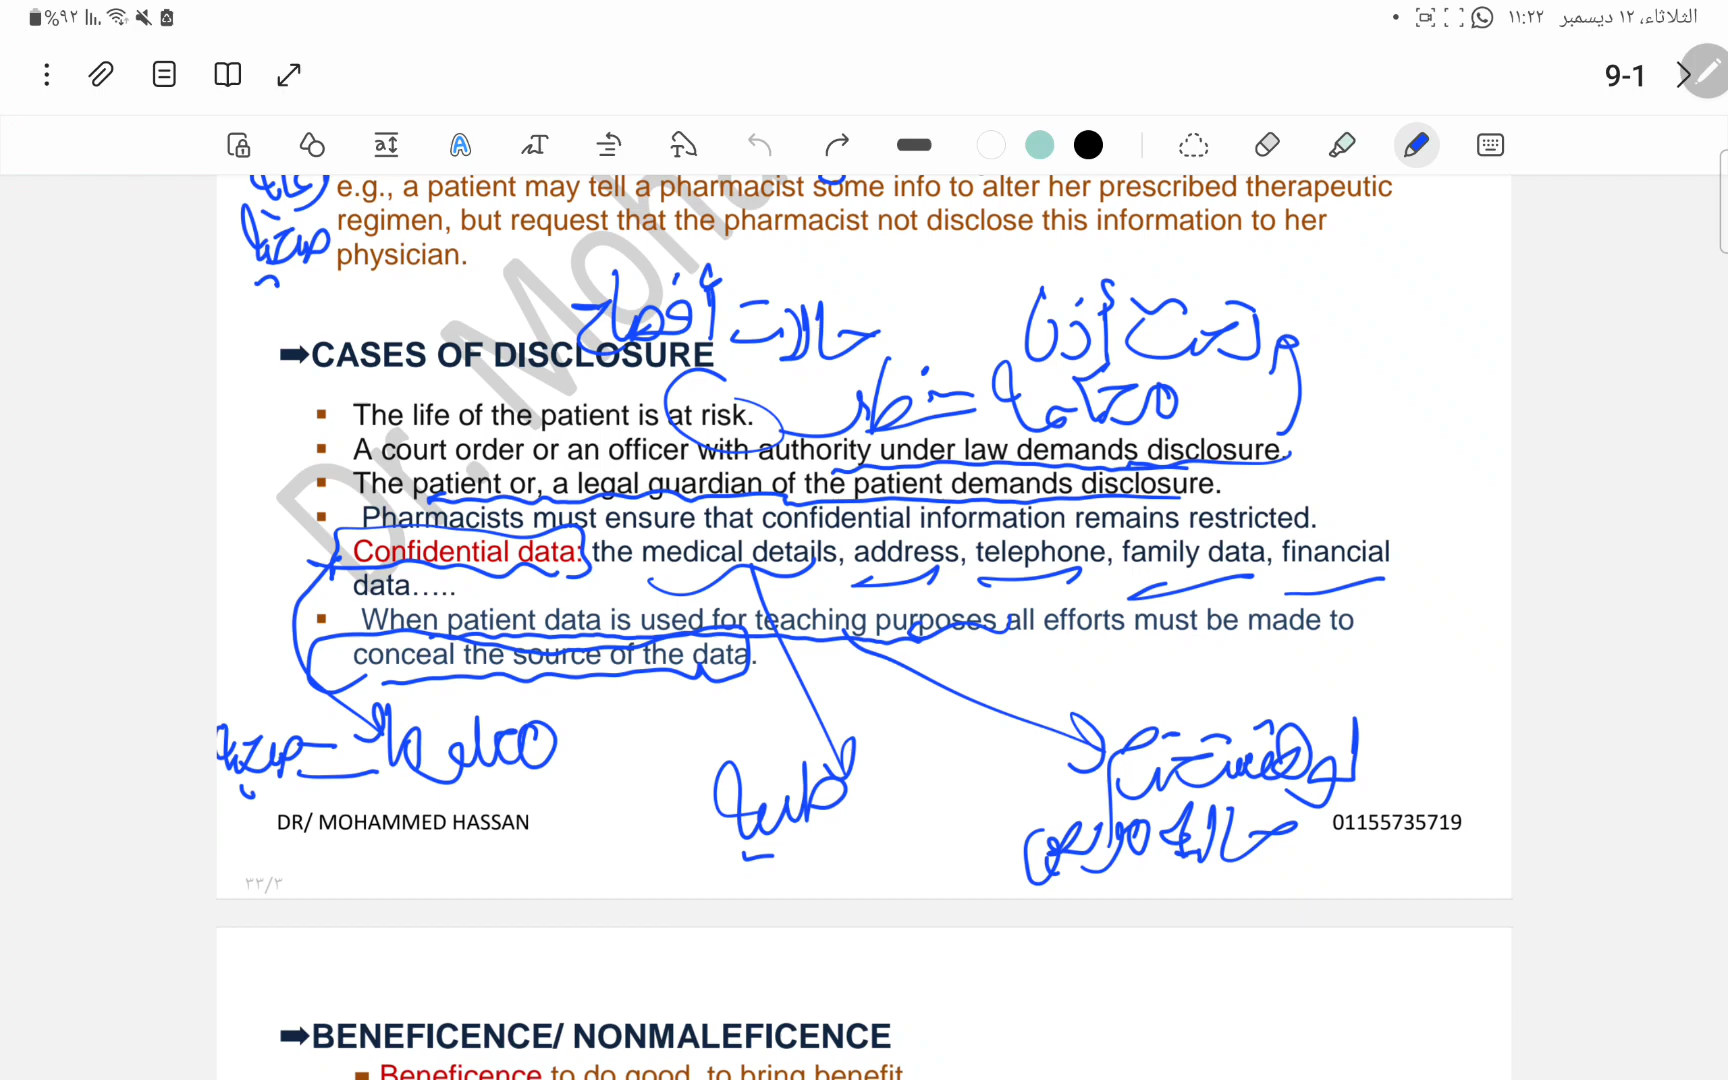 ٩٢%
الثلاثاء، ١٢ ديسمبر ١١:٢٢
9-1
e.g., a patient may tell a pharmacist some info to alter her prescribed therapeutic
regimen, but request that the pharmacist not disclose this information to her
physician.
حالات أفصاح
➡CASES OF DISCLOSURE
▪ The life of the patient is at risk.
خطر
محكمة
▪ A court order or an officer with authority under law demands disclosure.
▪ The patient or, a legal guardian of the patient demands disclosure.
▪ Pharmacists must ensure that confidential information remains restricted.
Confidential data: the medical details, address, telephone, family data, financial
data…..
▪ When patient data is used for teaching purposes all efforts must be made to
conceal the source of the data.
طبية
DR/ MOHAMMED HASSAN
01155735719
٣٣/٣
➡BENEFICENCE/ NONMALEFICENCE
▪ Beneficence to do good, to bring benefit
Dr. Moh